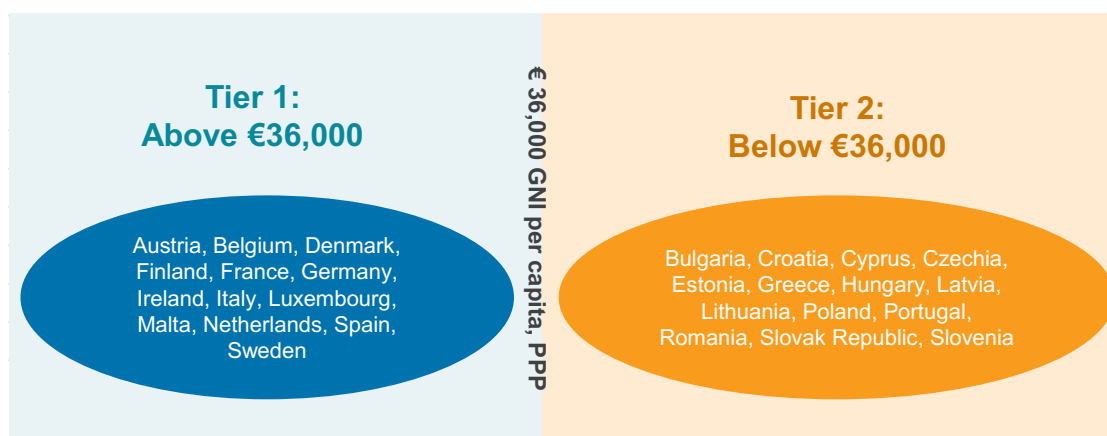 Tier 1:
Above €36,000
Austria, Belgium, Denmark,
Finland, France, Germany,
Ireland, Italy, Luxembourg,
Malta, Netherlands, Spain,
Sweden
€ 36,000 GNI per capita, PPP
Tier 2:
Below €36,000
Bulgaria, Croatia, Cyprus, Czechia,
Estonia, Greece, Hungary, Latvia,
Lithuania, Poland, Portugal,
Romania, Slovak Republic, Slovenia